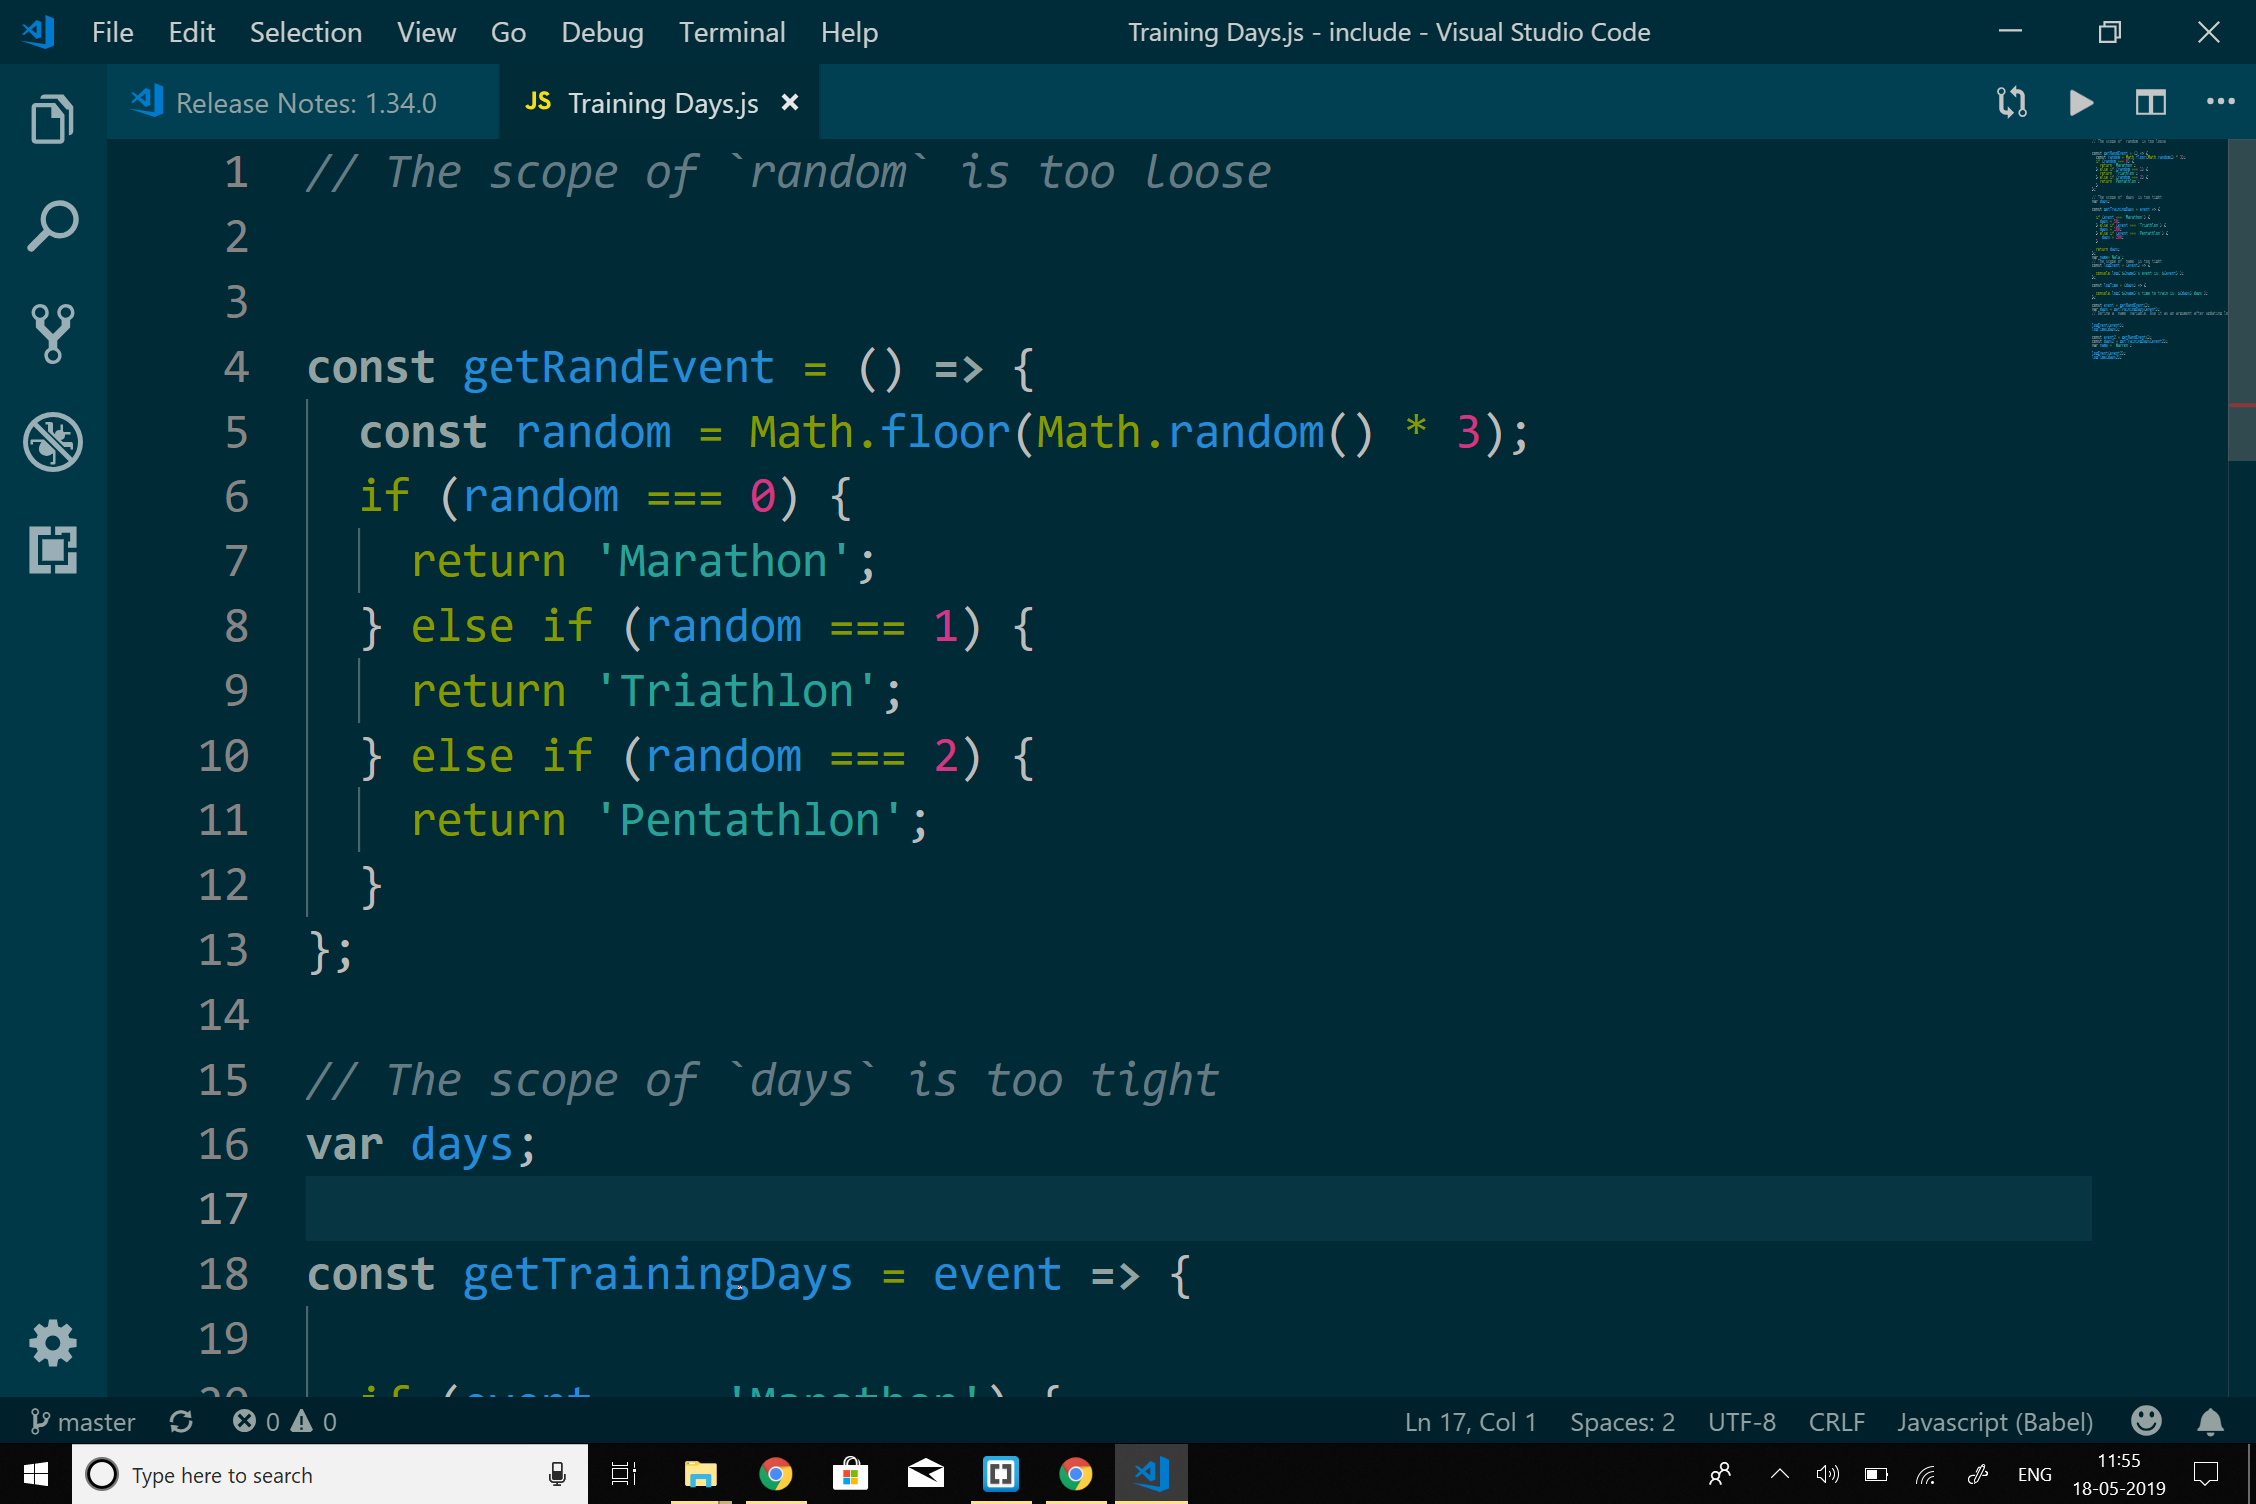 File Edit Selection View Go Debug Terminal Help Training Days.js - include - Visual Studio Code
Release Notes: 1.34.0 JS Training Days.js
1 // The scope of `random` is too loose
2
3
4 const getRandEvent = () => {
5 const random = Math.floor(Math.random() * 3);
6 if (random === 0) {
7 return 'Marathon';
8 } else if (random === 1) {
9 return 'Triathlon';
10 } else if (random === 2) {
11 return 'Pentathlon';
12 }
13 };
14
15 // The scope of `days` is too tight
16 var days;
17
18 const getTrainingDays = event => {
19
20 if (event === 'Marathon') {
master 0 0 Ln 17, Col 1 Spaces: 2 UTF-8 CRLF Javascript (Babel)
Type here to search ENG 11:55
18-05-2019